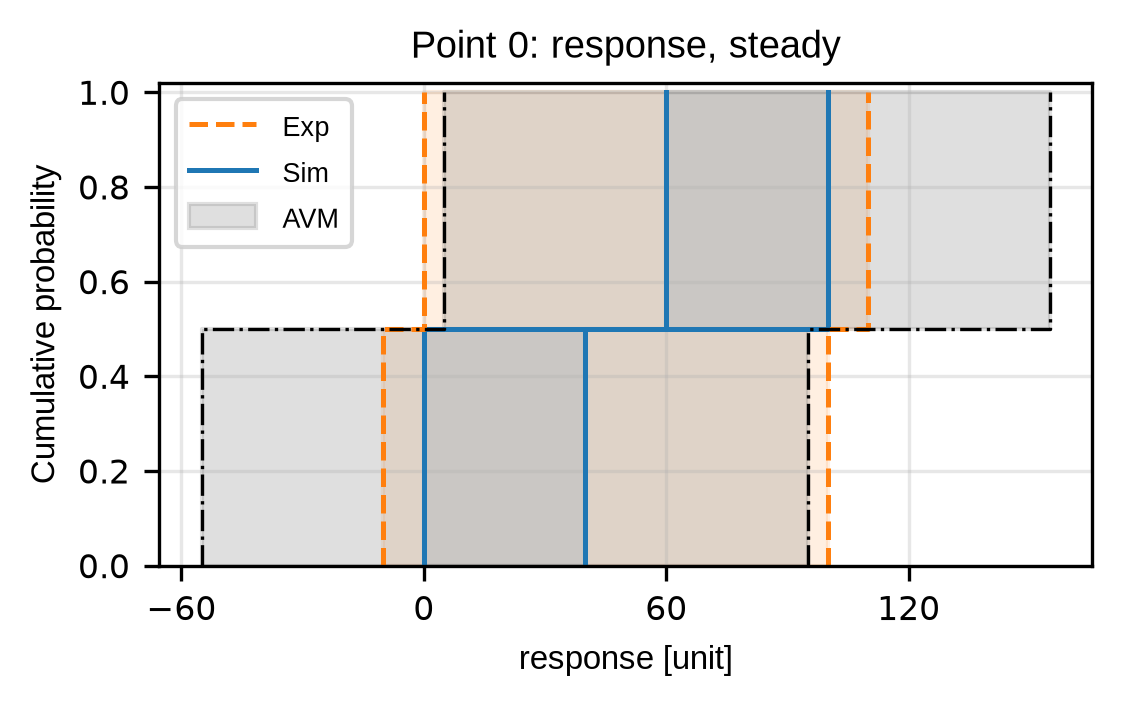 Point 0: response, steady
Cumulative probability
1.0
0.8
0.6
0.4
0.2
0.0
Exp
Sim
AVM
−60
0
60
120
response [unit]